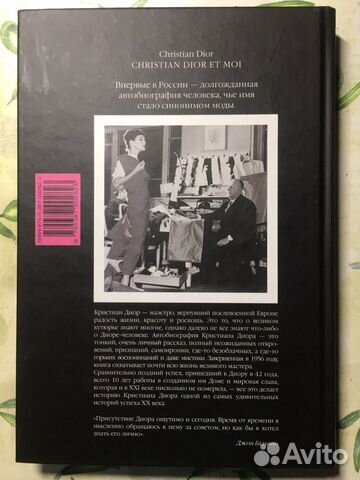 Christian Dior
CHRISTIAN DIOR ET MOI
Впервые в России — долгожданная
автобиография человека, чье имя
стало синонимом моды.
Кристиан Диор — маэстро, вернувший послевоенной Европе
радость жизни, красоту и роскошь. Это то, что о великом
кутюрье знают многие, однако далеко не все знают что-либо
о Диоре-человеке. Автобиография Кристиана Диора — это
тонкий, очень личный рассказ, полный неожиданных откро-
вений, признаний, самоиронии, где-то безоблачных, а где-то
горьких воспоминаний и даже мистики. Завершенная в 1956 году,
книга охватывает почти всю жизнь великого маэстро.
Сравнительно поздний успех, пришедший к Диору в 42 года,
всего 10 лет работы в созданном им Доме и мировая слава,
которая и в XXI веке нисколько не померкла, — все это делает
историю Кристиана Диора одной из самых удивительных
историй успеха XX века.
«Присутствие Диора ощутимо и сегодня. Время от времени я
мысленно обращаюсь к нему за советом, но как бы я хотел
знать его лично».
Джон Гальяно
Avito